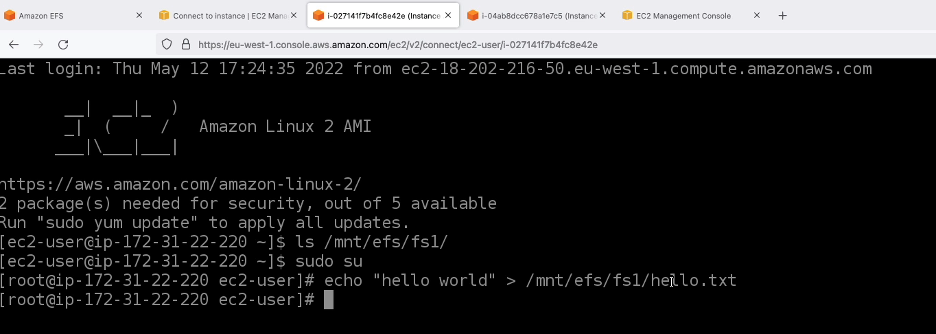 Amazon EFS
Connect to instance | EC2 Manag
i-027141f7b4fc8e42e (Instance
i-04ab8dcc678a1e7c5 (Instanc
EC2 Management Console
https://eu-west-1.console.aws.amazon.com/ec2/v2/connect/ec2-user/i-027141f7b4fc8e42e
Last login: Thu May 12 17:24:35 2022 from ec2-18-202-216-50.eu-west-1.compute.amazonaws.com
__|  __|_  )
_|  (     /   Amazon Linux 2 AMI
___|\___|___|
https://aws.amazon.com/amazon-linux-2/
2 package(s) needed for security, out of 5 available
Run "sudo yum update" to apply all updates.
[ec2-user@ip-172-31-22-220 ~]$ ls /mnt/efs/fs1/
[ec2-user@ip-172-31-22-220 ~]$ sudo su
[root@ip-172-31-22-220 ec2-user]# echo "hello world" > /mnt/efs/fs1/hello.txt
[root@ip-172-31-22-220 ec2-user]#